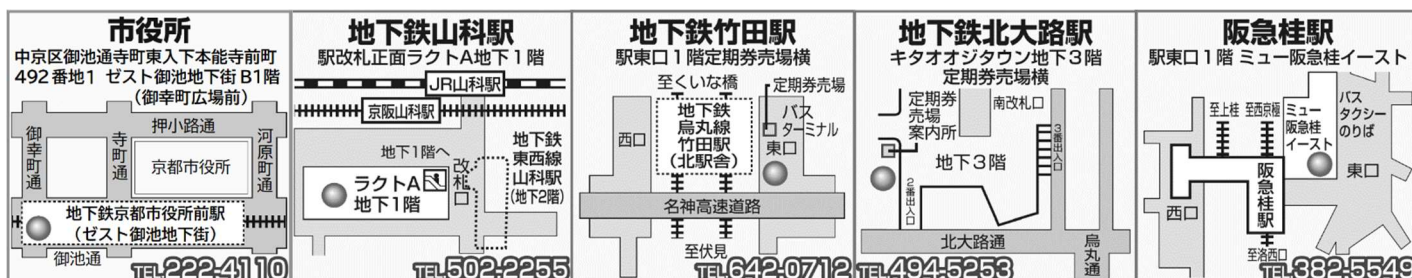 市役所
中京区御池通寺町東入下本能寺前町
492番地1 ゼスト御池地下街B1階
(御幸町広場前)
押小路通
御幸町通
寺町通
河原町通
京都市役所
地下鉄京都市役所前駅
(ゼスト御池地下街)
御池通
TEL.222-4110
地下鉄山科駅
駅改札正面ラクトA地下1階
JR山科駅
京阪山科駅
地下1階へ
改札口
地下鉄
東西線
山科駅
(地下2階)
ラクトA
地下1階
TEL.502-2255
地下鉄竹田駅
駅東口1階定期券売場横
至くいな橋
定期券売場
地下鉄
烏丸線
竹田駅
(北駅舎)
バス
ターミナル
西口
東口
名神高速道路
至伏見
TEL.642-0712
地下鉄北大路駅
キタオオジタウン地下3階
定期券売場横
定期券
売場
案内所
南改札口
3番出入口
地下3階
2番出入口
北大路通
烏丸通
TEL.494-5253
阪急桂駅
駅東口1階 ミュー阪急桂イースト
至上桂
至西京極
ミュー
阪急桂
イースト
バス
タクシー
のりば
東口
西口
阪急桂駅
至洛西口
TEL.382-5549